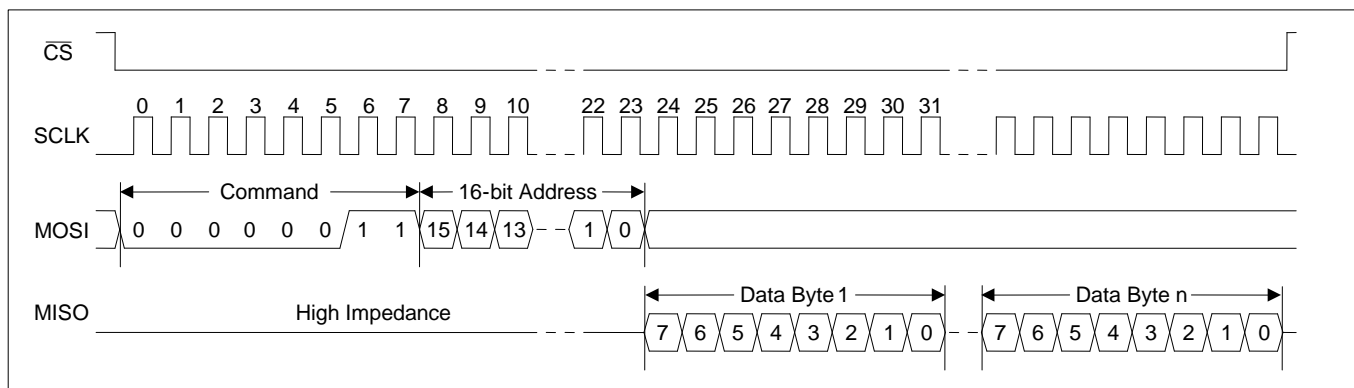 CS
0 1 2 3 4 5 6 7 8 9 10 22 23 24 25 26 27 28 29 30 31
SCLK
Command 16-bit Address
MOSI 0 0 0 0 0 0 1 1 15 14 13 1 0
Data Byte 1 Data Byte n
MISO High Impedance
7 6 5 4 3 2 1 0 7 6 5 4 3 2 1 0